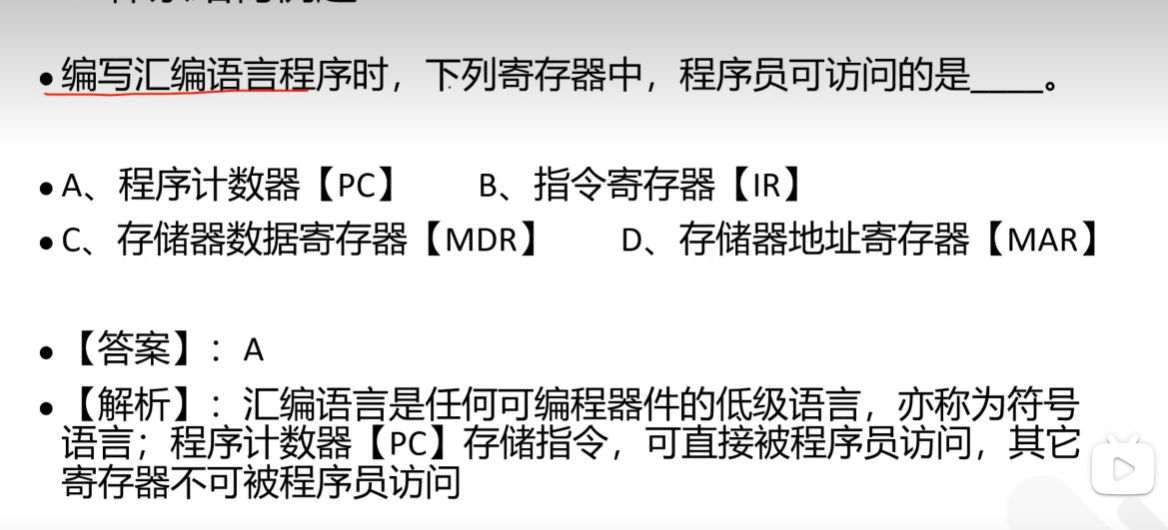 • 编写汇编语言程序时，下列寄存器中，程序员可访问的是____。
• A、程序计数器【PC】 B、指令寄存器【IR】
• C、存储器数据寄存器【MDR】 D、存储器地址寄存器【MAR】
• 【答案】：A
• 【解析】：汇编语言是任何可编程器件的低级语言，亦称为符号
语言；程序计数器【PC】存储指令，可直接被程序员访问，其它
寄存器不可被程序员访问